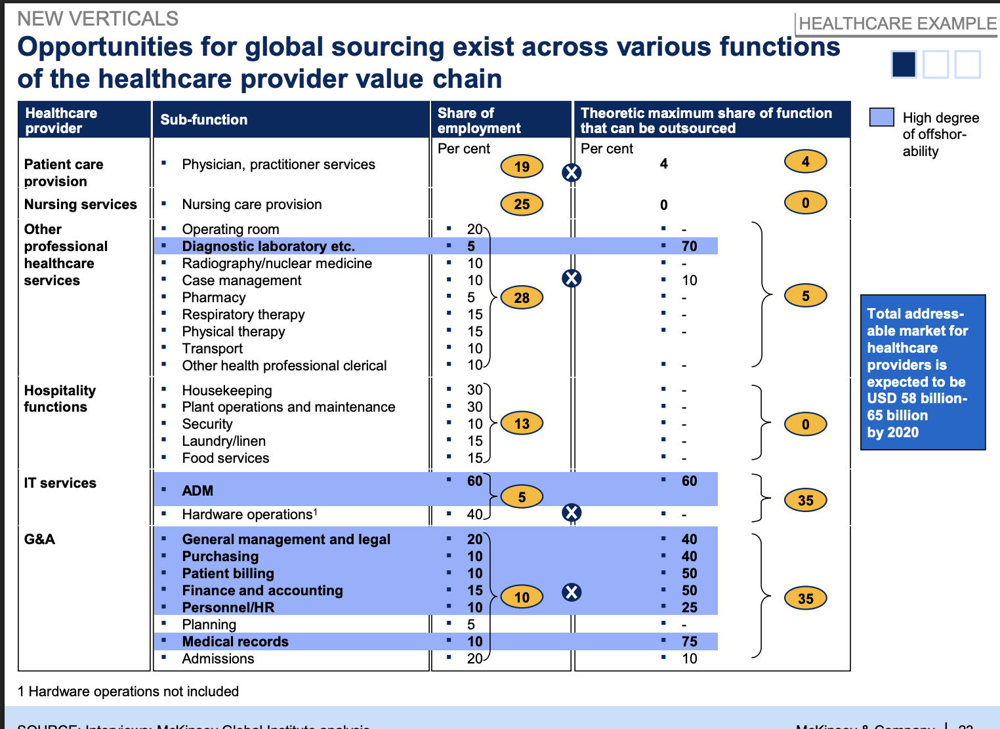 NEW VERTICALS
HEALTHCARE EXAMPLE
Opportunities for global sourcing exist across various functions
of the healthcare provider value chain
Healthcare
provider
Sub-function
Share of
employment
Theoretic maximum share of function
that can be outsourced
High degree
of offshor-
ability
Per cent
Per cent
Patient care
provision
▪ Physician, practitioner services
19
X
4
4
Nursing services
▪ Nursing care provision
25
0
0
Other
professional
healthcare
services
▪ Operating room ▪ 20 ▪ -
▪ Diagnostic laboratory etc. ▪ 5 ▪ 70
▪ Radiography/nuclear medicine ▪ 10 ▪ -
▪ Case management ▪ 10 ▪ 10
▪ Pharmacy ▪ 5 ▪ -
▪ Respiratory therapy ▪ 15 ▪ -
▪ Physical therapy ▪ 15 ▪ -
▪ Transport ▪ 10
▪ Other health professional clerical ▪ 10 ▪ -
28
X
5
Hospitality
functions
▪ Housekeeping ▪ 30 ▪ -
▪ Plant operations and maintenance ▪ 30 ▪ -
▪ Security ▪ 10 ▪ -
▪ Laundry/linen ▪ 15 ▪ -
▪ Food services ▪ 15 ▪ -
13
0
IT services
▪ ADM ▪ 60 ▪ 60
▪ Hardware operations1 ▪ 40 ▪ -
5
X
35
G&A
▪ General management and legal ▪ 20 ▪ 40
▪ Purchasing ▪ 10 ▪ 40
▪ Patient billing ▪ 10 ▪ 50
▪ Finance and accounting ▪ 15 ▪ 50
▪ Personnel/HR ▪ 10 ▪ 25
▪ Planning ▪ 5 ▪ -
▪ Medical records ▪ 10 ▪ 75
▪ Admissions ▪ 20 ▪ 10
10
X
35
Total address-
able market for
healthcare
providers is
expected to be
USD 58 billion-
65 billion
by 2020
1 Hardware operations not included
SOURCE: Interviews; McKinsey Global Institute analysis
McKinsey & Company |